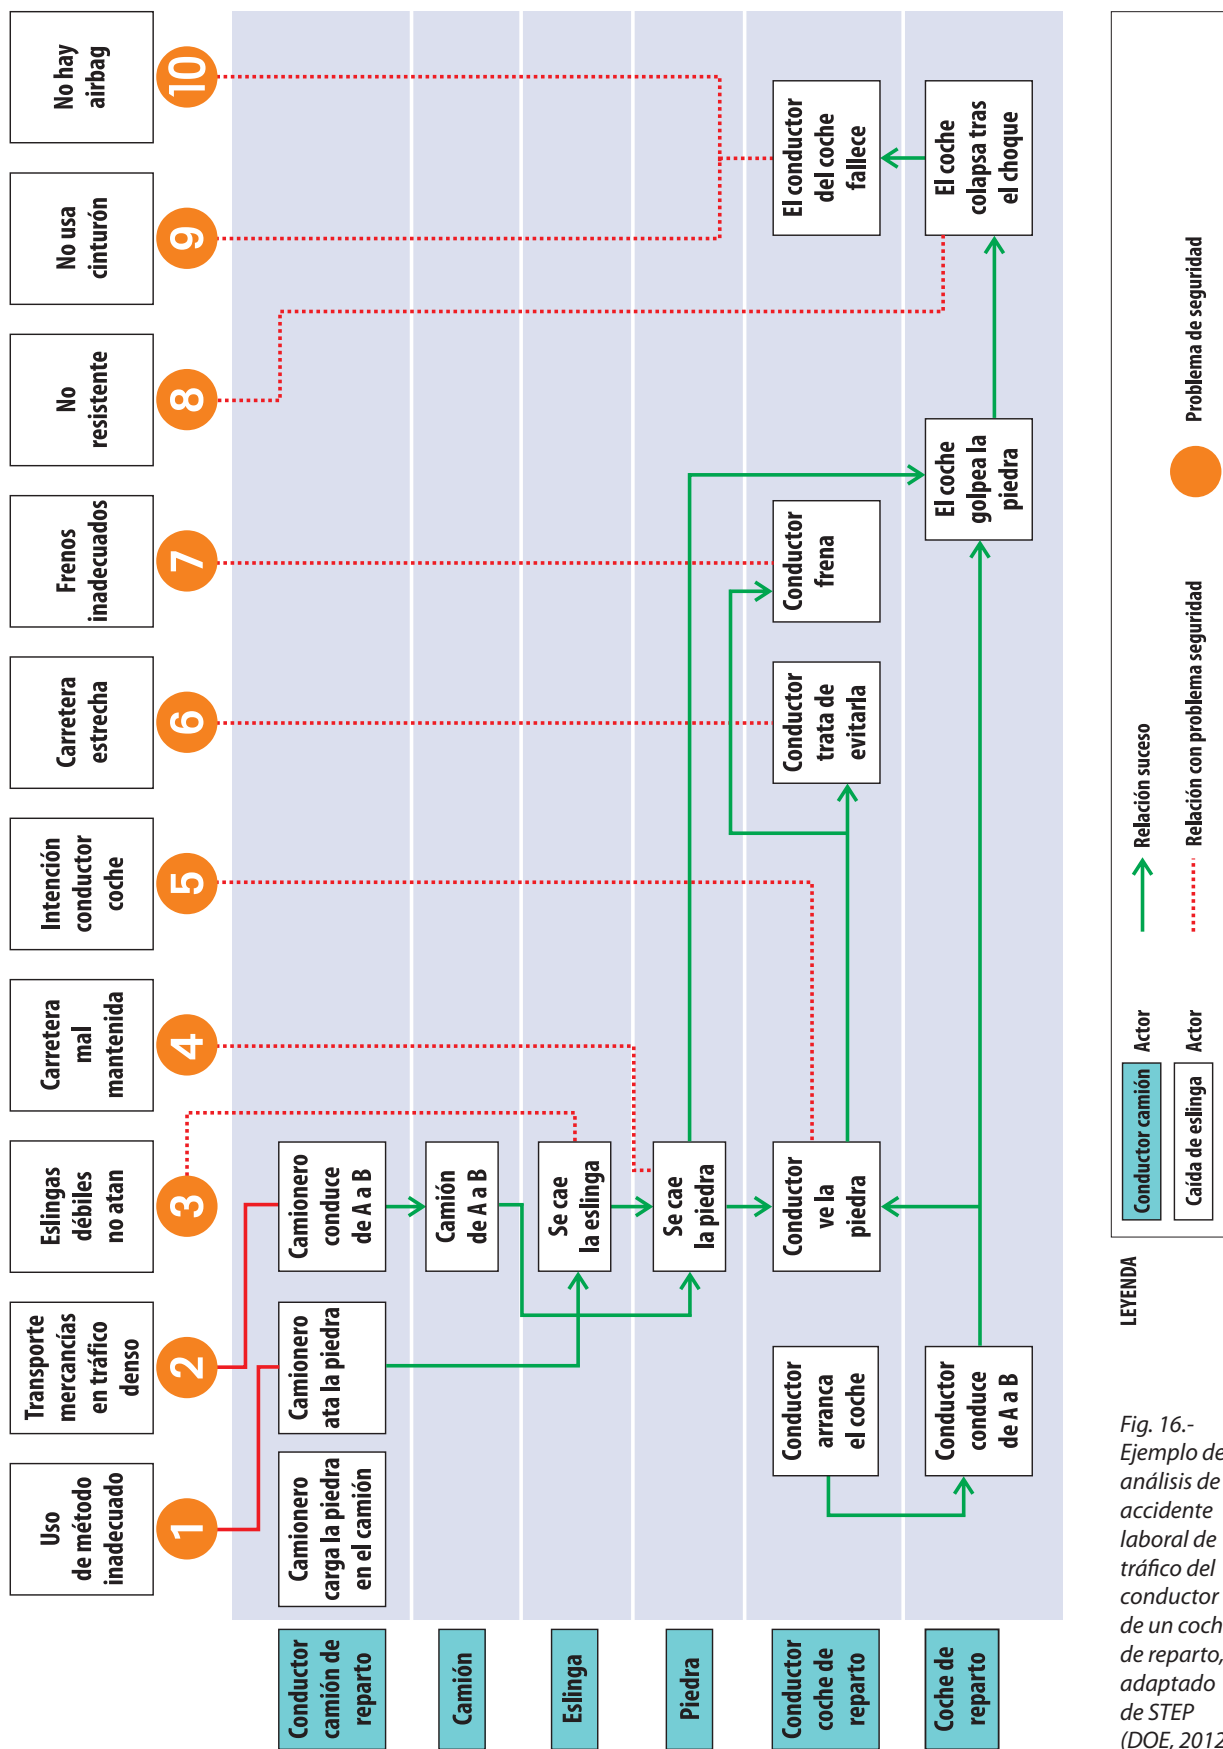 Uso
de método
inadecuado
Transporte
mercancías
en tráfico
denso
Eslingas
débiles
no atan
Carretera
mal
mantenida
Intención
conductor
coche
Carretera
estrecha
Frenos
inadecuados
No
resistente
No usa
cinturón
No hay
airbag
1
2
3
4
5
6
7
8
9
10
Conductor
camión de
reparto
Camionero
carga la piedra
en el camión
Camionero
ata la piedra
Camionero
conduce
de A a B
Camión
Camión
de A a B
Eslinga
Se cae
la eslinga
Piedra
Se cae
la piedra
Conductor
coche de
reparto
Conductor
arranca
el coche
Conductor
ve la
piedra
Conductor
trata de
evitarla
Conductor
frena
El conductor
del coche
fallece
Coche de
reparto
Conductor
conduce
de A a B
El coche
golpea la
piedra
El coche
colapsa tras
el choque
LEYENDA
Conductor camión
Actor
Relación suceso
Caída de eslinga
Actor
Relación con problema seguridad
Problema de seguridad
Fig. 16.-
Ejemplo de
análisis de
accidente
laboral de
tráfico del
conductor
de un coch
de reparto,
adaptado
de STEP
(DOE, 2012